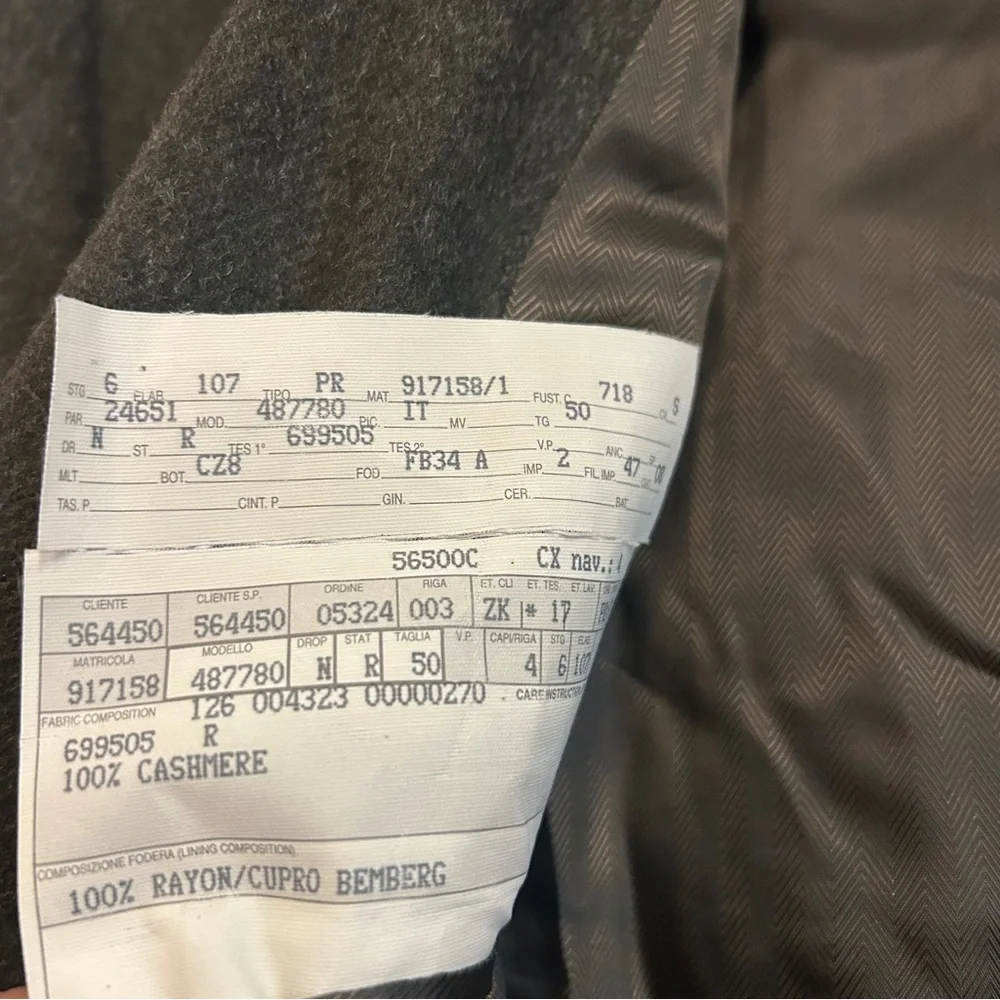 STG 6 ELAB. 107 TIPO PR MAT. 917158/1 FUST. C. 718 S
PAR. 24651 MOD. 487780 PIC. IT MV TG 50
DR. N ST. R TES 1° 699505 TES 2° V.P. 2 ANC.
MLT BOT. CZ8 FOD. FB34 A IMP. FIL. IMP. 47 00
TAS. P. CINT. P. GIN. CER. BAT.
56500C CX nav.:
CLIENTE CLIENTE S.P. ORDINE RIGA ET. CLI ET. TES. ET. LAV.
564450 564450 05324 003 ZK * 17
MATRICOLA MODELLO DROP STAT TAGLIA V.P. CAPI/RIGA STG ELAB
917158 487780 N R 50 4 6 107
I26 004323 00000270 CARE INSTRUCTION
FABRIC COMPOSITION
699505 R
100% CASHMERE
COMPOSIZIONE FODERA (LINING COMPOSITION)
100% RAYON/CUPRO BEMBERG